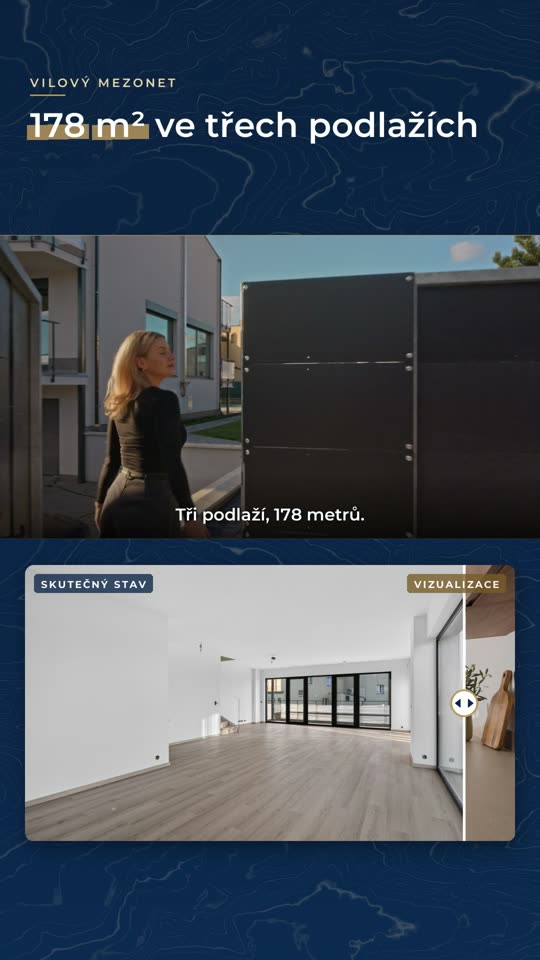 VILOVÝ MEZONET
178 m² ve třech podlažích
Tři podlaží, 178 metrů.
SKUTEČNÝ STAV
VIZUALIZACE